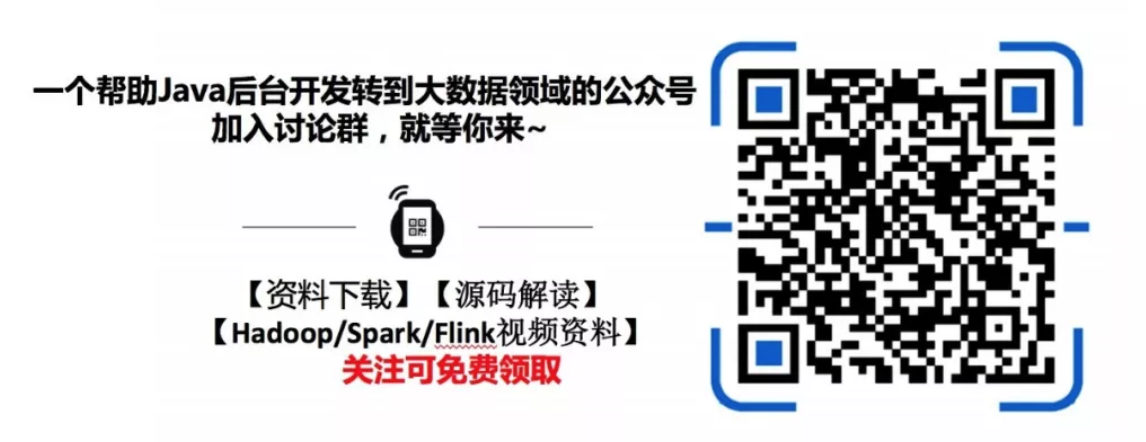 一个帮助Java后台开发转到大数据领域的公众号
加入讨论群，就等你来~
【资料下载】【源码解读】
【Hadoop/Spark/Flink视频资料】
关注可免费领取